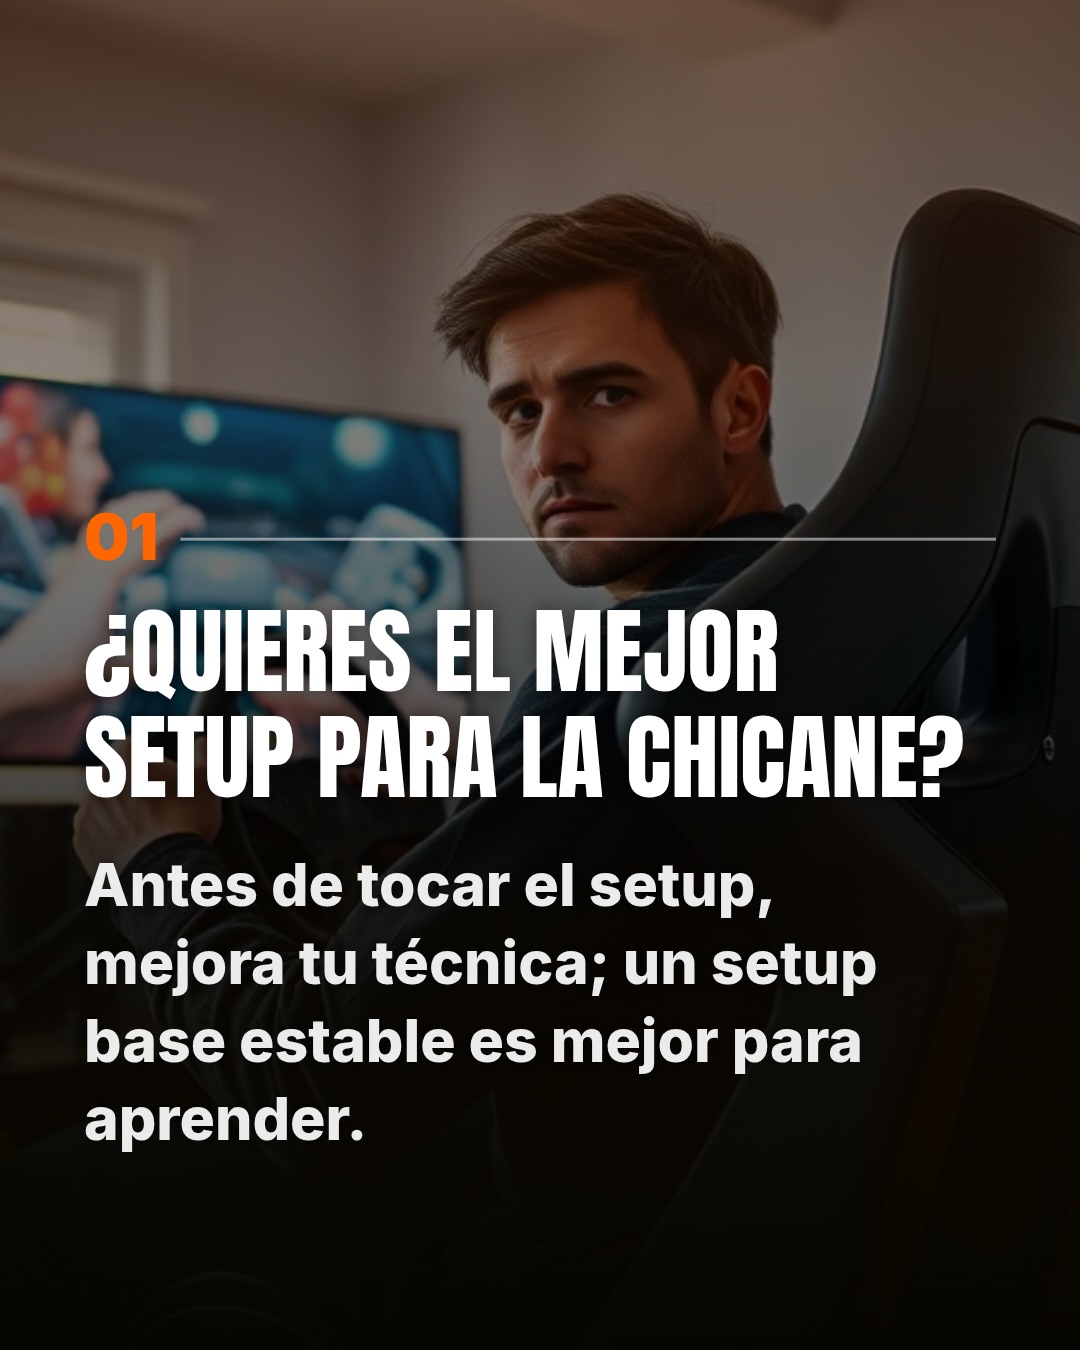 01
¿QUIERES EL MEJOR
SETUP PARA LA CHICANE?
Antes de tocar el setup,
mejora tu técnica; un setup
base estable es mejor para
aprender.